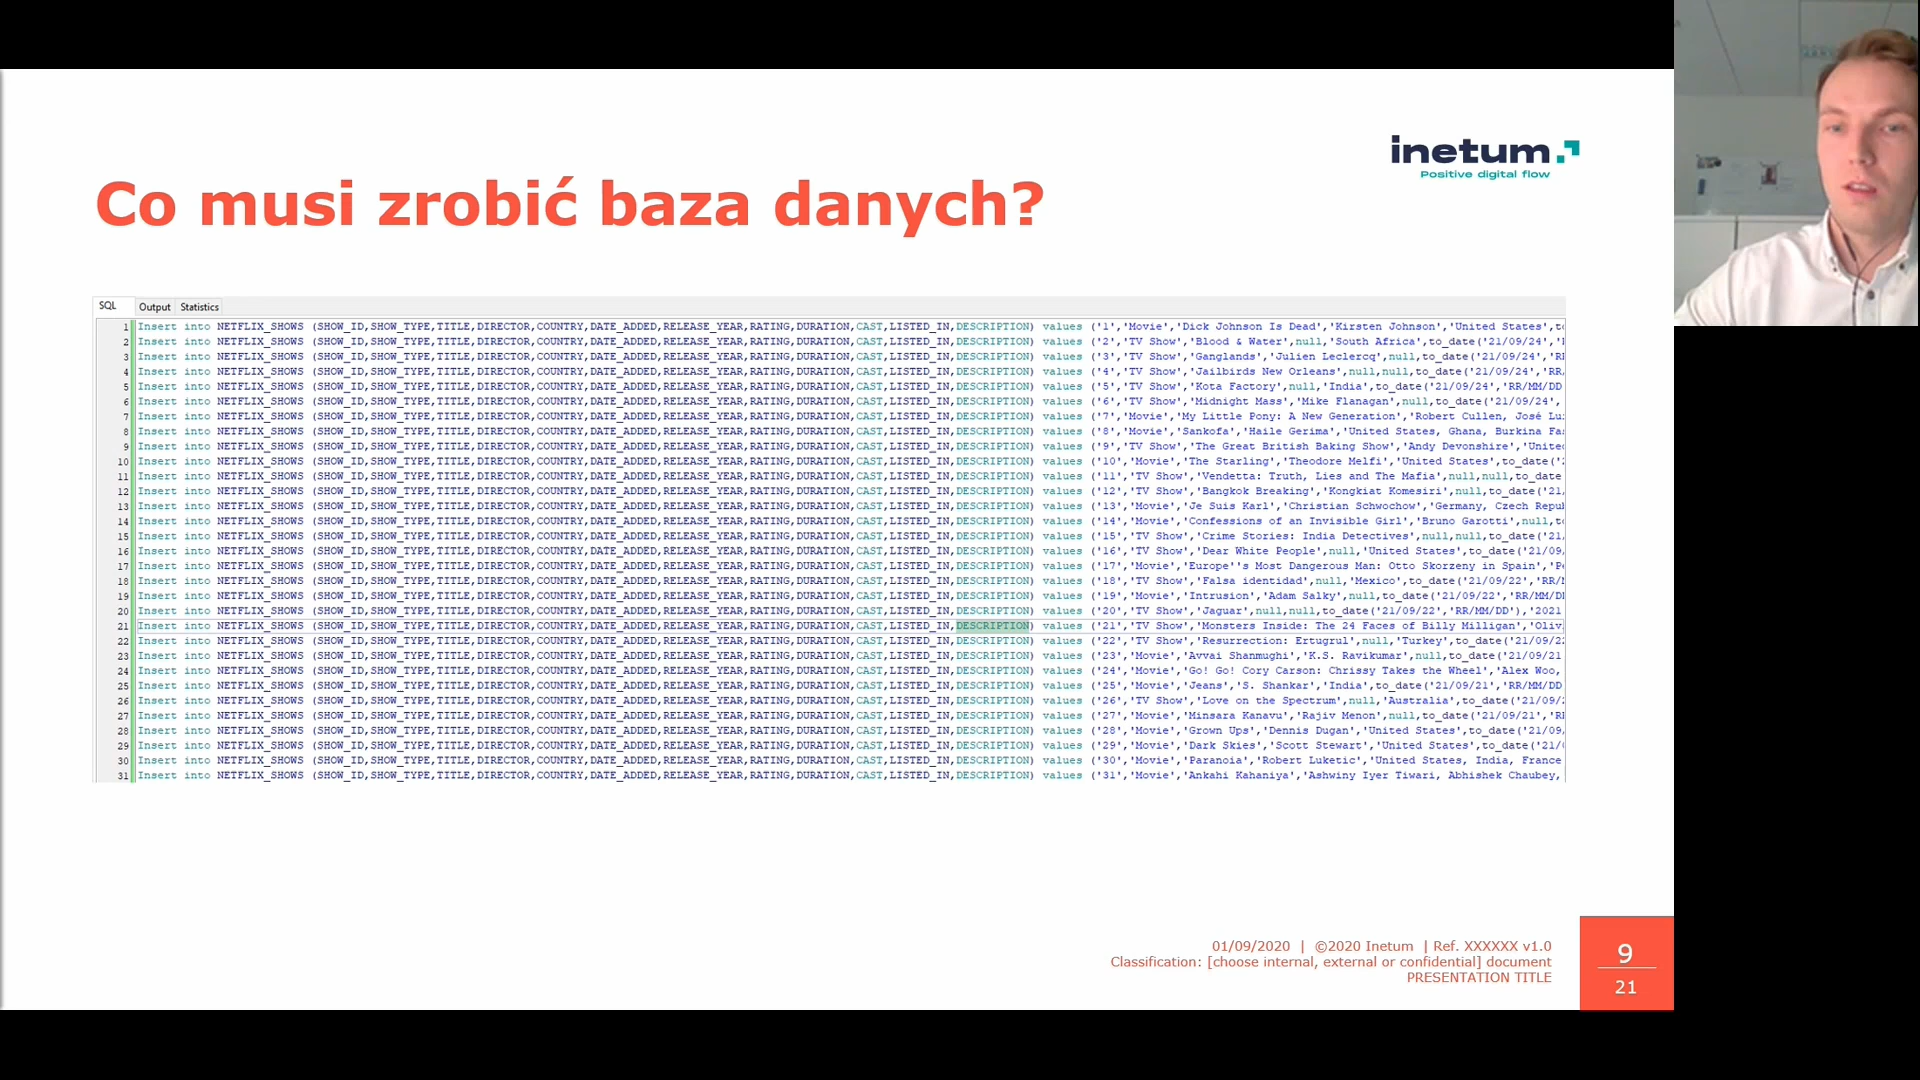 inetum
Positive digital flow
Co musi zrobić baza danych?
SQL Output Statistics
1 Insert into NETFLIX_SHOWS (SHOW_ID,SHOW_TYPE,TITLE,DIRECTOR,COUNTRY,DATE_ADDED,RELEASE_YEAR,RATING,DURATION,CAST,LISTED_IN,DESCRIPTION) values ('1','Movie','Dick Johnson Is Dead','Kirsten Johnson','United States',to
2 Insert into NETFLIX_SHOWS (SHOW_ID,SHOW_TYPE,TITLE,DIRECTOR,COUNTRY,DATE_ADDED,RELEASE_YEAR,RATING,DURATION,CAST,LISTED_IN,DESCRIPTION) values ('2','TV Show','Blood & Water',null,'South Africa',to_date('21/09/24','
3 Insert into NETFLIX_SHOWS (SHOW_ID,SHOW_TYPE,TITLE,DIRECTOR,COUNTRY,DATE_ADDED,RELEASE_YEAR,RATING,DURATION,CAST,LISTED_IN,DESCRIPTION) values ('3','TV Show','Ganglands','Julien Leclercq',null,to_date('21/09/24','RR
4 Insert into NETFLIX_SHOWS (SHOW_ID,SHOW_TYPE,TITLE,DIRECTOR,COUNTRY,DATE_ADDED,RELEASE_YEAR,RATING,DURATION,CAST,LISTED_IN,DESCRIPTION) values ('4','TV Show','Jailbirds New Orleans',null,null,to_date('21/09/24','RR
5 Insert into NETFLIX_SHOWS (SHOW_ID,SHOW_TYPE,TITLE,DIRECTOR,COUNTRY,DATE_ADDED,RELEASE_YEAR,RATING,DURATION,CAST,LISTED_IN,DESCRIPTION) values ('5','TV Show','Kota Factory',null,'India',to_date('21/09/24','RR/MM/DD
6 Insert into NETFLIX_SHOWS (SHOW_ID,SHOW_TYPE,TITLE,DIRECTOR,COUNTRY,DATE_ADDED,RELEASE_YEAR,RATING,DURATION,CAST,LISTED_IN,DESCRIPTION) values ('6','TV Show','Midnight Mass','Mike Flanagan',null,to_date('21/09/24',
7 Insert into NETFLIX_SHOWS (SHOW_ID,SHOW_TYPE,TITLE,DIRECTOR,COUNTRY,DATE_ADDED,RELEASE_YEAR,RATING,DURATION,CAST,LISTED_IN,DESCRIPTION) values ('7','Movie','My Little Pony: A New Generation','Robert Cullen, José Lu
8 Insert into NETFLIX_SHOWS (SHOW_ID,SHOW_TYPE,TITLE,DIRECTOR,COUNTRY,DATE_ADDED,RELEASE_YEAR,RATING,DURATION,CAST,LISTED_IN,DESCRIPTION) values ('8','Movie','Sankofa','Haile Gerima','United States, Ghana, Burkina Fa
9 Insert into NETFLIX_SHOWS (SHOW_ID,SHOW_TYPE,TITLE,DIRECTOR,COUNTRY,DATE_ADDED,RELEASE_YEAR,RATING,DURATION,CAST,LISTED_IN,DESCRIPTION) values ('9','TV Show','The Great British Baking Show','Andy Devonshire','Unite
10 Insert into NETFLIX_SHOWS (SHOW_ID,SHOW_TYPE,TITLE,DIRECTOR,COUNTRY,DATE_ADDED,RELEASE_YEAR,RATING,DURATION,CAST,LISTED_IN,DESCRIPTION) values ('10','Movie','The Starling','Theodore Melfi','United States',to_date('
11 Insert into NETFLIX_SHOWS (SHOW_ID,SHOW_TYPE,TITLE,DIRECTOR,COUNTRY,DATE_ADDED,RELEASE_YEAR,RATING,DURATION,CAST,LISTED_IN,DESCRIPTION) values ('11','TV Show','Vendetta: Truth, Lies and The Mafia',null,null,to_date
12 Insert into NETFLIX_SHOWS (SHOW_ID,SHOW_TYPE,TITLE,DIRECTOR,COUNTRY,DATE_ADDED,RELEASE_YEAR,RATING,DURATION,CAST,LISTED_IN,DESCRIPTION) values ('12','TV Show','Bangkok Breaking','Kongkiat Komesiri',null,to_date('21/
13 Insert into NETFLIX_SHOWS (SHOW_ID,SHOW_TYPE,TITLE,DIRECTOR,COUNTRY,DATE_ADDED,RELEASE_YEAR,RATING,DURATION,CAST,LISTED_IN,DESCRIPTION) values ('13','Movie','Je Suis Karl','Christian Schwochow','Germany, Czech Repu
14 Insert into NETFLIX_SHOWS (SHOW_ID,SHOW_TYPE,TITLE,DIRECTOR,COUNTRY,DATE_ADDED,RELEASE_YEAR,RATING,DURATION,CAST,LISTED_IN,DESCRIPTION) values ('14','Movie','Confessions of an Invisible Girl','Bruno Garotti',null,to
15 Insert into NETFLIX_SHOWS (SHOW_ID,SHOW_TYPE,TITLE,DIRECTOR,COUNTRY,DATE_ADDED,RELEASE_YEAR,RATING,DURATION,CAST,LISTED_IN,DESCRIPTION) values ('15','TV Show','Crime Stories: India Detectives',null,null,to_date('21/
16 Insert into NETFLIX_SHOWS (SHOW_ID,SHOW_TYPE,TITLE,DIRECTOR,COUNTRY,DATE_ADDED,RELEASE_YEAR,RATING,DURATION,CAST,LISTED_IN,DESCRIPTION) values ('16','TV Show','Dear White People',null,'United States',to_date('21/09/
17 Insert into NETFLIX_SHOWS (SHOW_ID,SHOW_TYPE,TITLE,DIRECTOR,COUNTRY,DATE_ADDED,RELEASE_YEAR,RATING,DURATION,CAST,LISTED_IN,DESCRIPTION) values ('17','Movie','Europe''s Most Dangerous Man: Otto Skorzeny in Spain','Pe
18 Insert into NETFLIX_SHOWS (SHOW_ID,SHOW_TYPE,TITLE,DIRECTOR,COUNTRY,DATE_ADDED,RELEASE_YEAR,RATING,DURATION,CAST,LISTED_IN,DESCRIPTION) values ('18','TV Show','Falsa identidad',null,'Mexico',to_date('21/09/22','RR/M
19 Insert into NETFLIX_SHOWS (SHOW_ID,SHOW_TYPE,TITLE,DIRECTOR,COUNTRY,DATE_ADDED,RELEASE_YEAR,RATING,DURATION,CAST,LISTED_IN,DESCRIPTION) values ('19','Movie','Intrusion','Adam Salky',null,to_date('21/09/22','RR/MM/DD
20 Insert into NETFLIX_SHOWS (SHOW_ID,SHOW_TYPE,TITLE,DIRECTOR,COUNTRY,DATE_ADDED,RELEASE_YEAR,RATING,DURATION,CAST,LISTED_IN,DESCRIPTION) values ('20','TV Show','Jaguar',null,null,to_date('21/09/22','RR/MM/DD'),'2021
21 Insert into NETFLIX_SHOWS (SHOW_ID,SHOW_TYPE,TITLE,DIRECTOR,COUNTRY,DATE_ADDED,RELEASE_YEAR,RATING,DURATION,CAST,LISTED_IN,DESCRIPTION) values ('21','TV Show','Monsters Inside: The 24 Faces of Billy Milligan','Oliv
22 Insert into NETFLIX_SHOWS (SHOW_ID,SHOW_TYPE,TITLE,DIRECTOR,COUNTRY,DATE_ADDED,RELEASE_YEAR,RATING,DURATION,CAST,LISTED_IN,DESCRIPTION) values ('22','TV Show','Resurrection: Ertugrul',null,'Turkey',to_date('21/09/22
23 Insert into NETFLIX_SHOWS (SHOW_ID,SHOW_TYPE,TITLE,DIRECTOR,COUNTRY,DATE_ADDED,RELEASE_YEAR,RATING,DURATION,CAST,LISTED_IN,DESCRIPTION) values ('23','Movie','Avvai Shanmughi','K.S. Ravikumar',null,to_date('21/09/21
24 Insert into NETFLIX_SHOWS (SHOW_ID,SHOW_TYPE,TITLE,DIRECTOR,COUNTRY,DATE_ADDED,RELEASE_YEAR,RATING,DURATION,CAST,LISTED_IN,DESCRIPTION) values ('24','Movie','Go! Go! Cory Carson: Chrissy Takes the Wheel','Alex Woo,
25 Insert into NETFLIX_SHOWS (SHOW_ID,SHOW_TYPE,TITLE,DIRECTOR,COUNTRY,DATE_ADDED,RELEASE_YEAR,RATING,DURATION,CAST,LISTED_IN,DESCRIPTION) values ('25','Movie','Jeans','S. Shankar','India',to_date('21/09/21','RR/MM/DD
26 Insert into NETFLIX_SHOWS (SHOW_ID,SHOW_TYPE,TITLE,DIRECTOR,COUNTRY,DATE_ADDED,RELEASE_YEAR,RATING,DURATION,CAST,LISTED_IN,DESCRIPTION) values ('26','TV Show','Love on the Spectrum',null,'Australia',to_date('21/09/2
27 Insert into NETFLIX_SHOWS (SHOW_ID,SHOW_TYPE,TITLE,DIRECTOR,COUNTRY,DATE_ADDED,RELEASE_YEAR,RATING,DURATION,CAST,LISTED_IN,DESCRIPTION) values ('27','Movie','Minsara Kanavu','Rajiv Menon',null,to_date('21/09/21','RR
28 Insert into NETFLIX_SHOWS (SHOW_ID,SHOW_TYPE,TITLE,DIRECTOR,COUNTRY,DATE_ADDED,RELEASE_YEAR,RATING,DURATION,CAST,LISTED_IN,DESCRIPTION) values ('28','Movie','Grown Ups','Dennis Dugan','United States',to_date('21/09/
29 Insert into NETFLIX_SHOWS (SHOW_ID,SHOW_TYPE,TITLE,DIRECTOR,COUNTRY,DATE_ADDED,RELEASE_YEAR,RATING,DURATION,CAST,LISTED_IN,DESCRIPTION) values ('29','Movie','Dark Skies','Scott Stewart','United States',to_date('21/
30 Insert into NETFLIX_SHOWS (SHOW_ID,SHOW_TYPE,TITLE,DIRECTOR,COUNTRY,DATE_ADDED,RELEASE_YEAR,RATING,DURATION,CAST,LISTED_IN,DESCRIPTION) values ('30','Movie','Paranoia','Robert Luketic','United States, India, France
31 Insert into NETFLIX_SHOWS (SHOW_ID,SHOW_TYPE,TITLE,DIRECTOR,COUNTRY,DATE_ADDED,RELEASE_YEAR,RATING,DURATION,CAST,LISTED_IN,DESCRIPTION) values ('31','Movie','Ankahi Kahaniya','Ashwiny Iyer Tiwari, Abhishek Chaubey,
01/09/2020 | ©2020 Inetum | Ref. XXXXXX v1.0
Classification: [choose internal, external or confidential] document
PRESENTATION TITLE
9
21